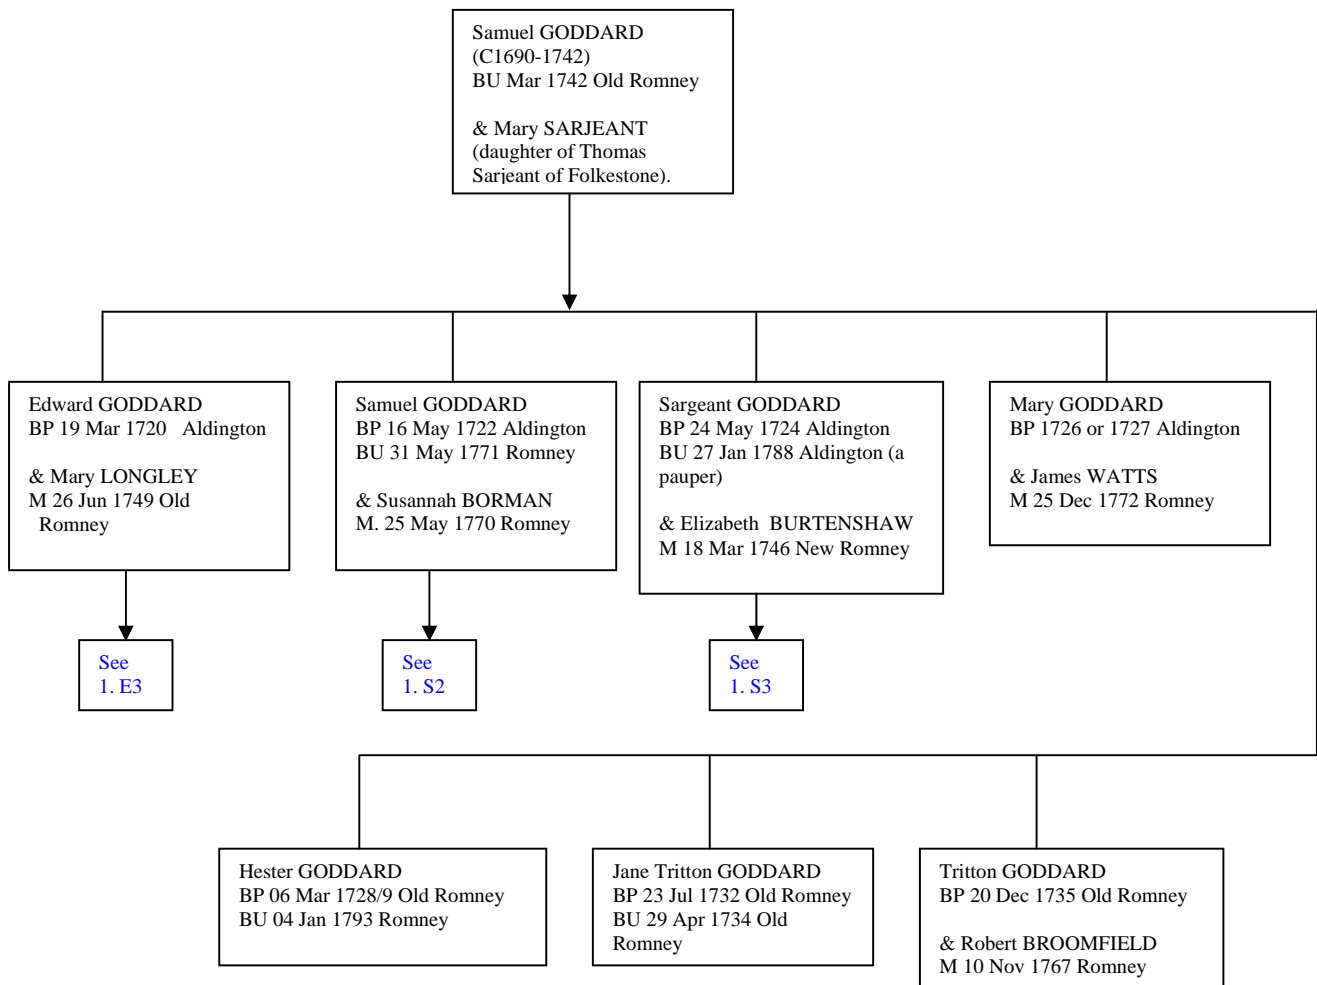 Samuel GODDARD
(C1690-1742)
BU Mar 1742 Old Romney
& Mary SARJEANT
(daughter of Thomas
Sarjeant of Folkestone).
Edward GODDARD
BP 19 Mar 1720 Aldington
& Mary LONGLEY
M 26 Jun 1749 Old
Romney
Samuel GODDARD
BP 16 May 1722 Aldington
BU 31 May 1771 Romney
& Susannah BORMAN
M. 25 May 1770 Romney
Sargeant GODDARD
BP 24 May 1724 Aldington
BU 27 Jan 1788 Aldington (a
pauper)
& Elizabeth BURTENSHAW
M 18 Mar 1746 New Romney
Mary GODDARD
BP 1726 or 1727 Aldington
& James WATTS
M 25 Dec 1772 Romney
See
1. E3
See
1. S2
See
1. S3
Hester GODDARD
BP 06 Mar 1728/9 Old Romney
BU 04 Jan 1793 Romney
Jane Tritton GODDARD
BP 23 Jul 1732 Old Romney
BU 29 Apr 1734 Old
Romney
Tritton GODDARD
BP 20 Dec 1735 Old Romney
& Robert BROOMFIELD
M 10 Nov 1767 Romney